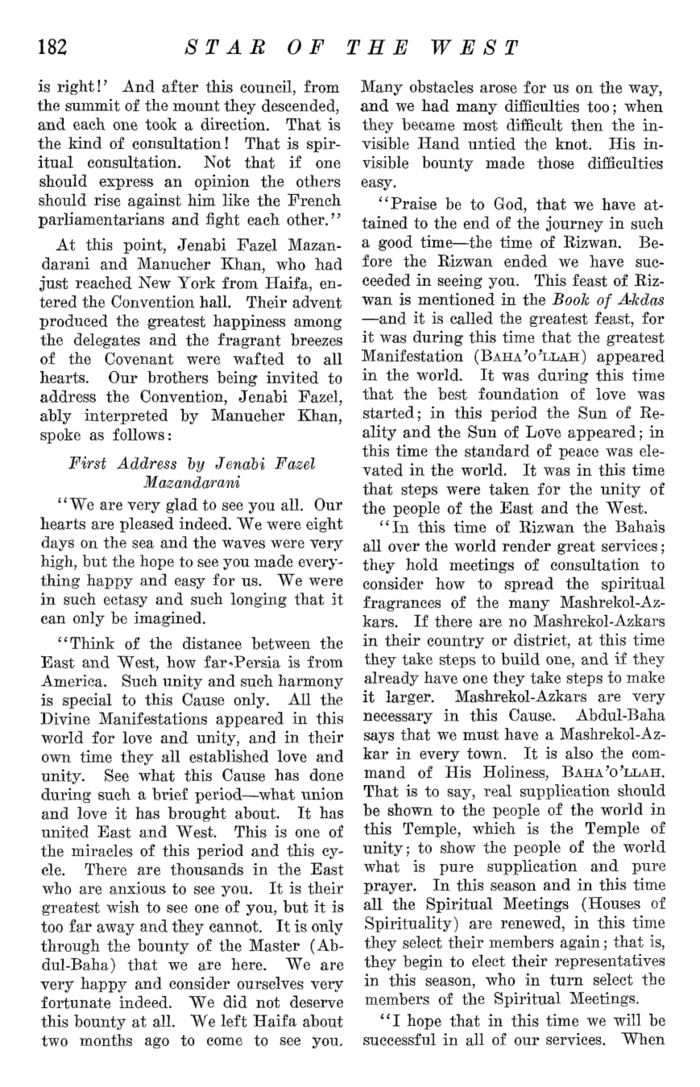 182 STAR OF THE WEST
is right!' And after this council, from
the summit of the mount they descended,
and each one took a direction. That is
the kind of consultation! That is spir-
itual consultation. Not that if one
should express an opinion the others
should rise against him like the French
parliamentarians and fight each other.''
At this point, Jenabi Fazel Mazan-
darani and Manucher Khan, who had
just reached New York from Haifa, en-
tered the Convention hall. Their advent
produced the greatest happiness among
the delegates and the fragrant breezes
of the Covenant were wafted to all
hearts. Our brothers being invited to
address the Convention, Jenabi Fazel,
ably interpreted by Manucher Khan,
spoke as follows:
First Address by Jenabi Fazel
Mazandarani
''We are very glad to see you all. Our
hearts are pleased indeed. We were eight
days on the sea and the waves were very
high, but the hope to see you made every-
thing happy and easy for us. We were
in such ectasy and such longing that it
can only be imagined.
''Think of the distance between the
East and West, how far-Persia is from
America. Such unity and such harmony
is special to this Cause only. All the
Divine Manifestations appeared in this
world for love and unity, and in their
own time they all established love and
unity. See what this Cause has done
during such a brief period—what union
and love it has brought about. It has
united East and West. This is one of
the miracles of this period and this cy-
cle. There are thousands in the East
who are anxious to see you. It is their
greatest wish to see one of you, but it is
too far away and they cannot. It is only
through the bounty of the Master (Ab-
dul-Baha) that we are here. We are
very happy and consider ourselves very
fortunate indeed. We did not deserve
this bounty at all. We left Haifa about
two months ago to come to see you.
Many obstacles arose for us on the way,
and we had many difficulties too; when
they became most difficult then the in-
visible Hand untied the knot. His in-
visible bounty made those difficulties
easy.
''Praise be to God, that we have at-
tained to the end of the journey in such
a good time—the time of Rizwan. Be-
fore the Rizwan ended we have suc-
ceeded in seeing you. This feast of Riz-
wan is mentioned in the Book of Akdas
—and it is called the greatest feast, for
it was during this time that the greatest
Manifestation (BAHA'O'LLAH) appeared
in the world. It was during this time
that the best foundation of love was
started; in this period the Sun of Re-
ality and the Sun of Love appeared; in
this time the standard of peace was ele-
vated in the world. It was in this time
that steps were taken for the unity of
the people of the East and the West.
''In this time of Rizwan the Bahais
all over the world render great services;
they hold meetings of consultation to
consider how to spread the spiritual
fragrances of the many Mashrekol-Az-
kars. If there are no Mashrekol-Azkars
in their country or district, at this time
they take steps to build one, and if they
already have one they take steps to make
it larger. Mashrekol-Azkars are very
necessary in this Cause. Abdul-Baha
says that we must have a Mashrekol-Az-
kar in every town. It is also the com-
mand of His Holiness, BAHA'O'LLAH.
That is to say, real supplication should
be shown to the people of the world in
this Temple, which is the Temple of
unity; to show the people of the world
what is pure supplication and pure
prayer. In this season and in this time
all the Spiritual Meetings (Houses of
Spirituality) are renewed, in this time
they select their members again; that is,
they begin to elect their representatives
in this season, who in turn select the
members of the Spiritual Meetings.
''I hope that in this time we will be
successful in all of our services. When